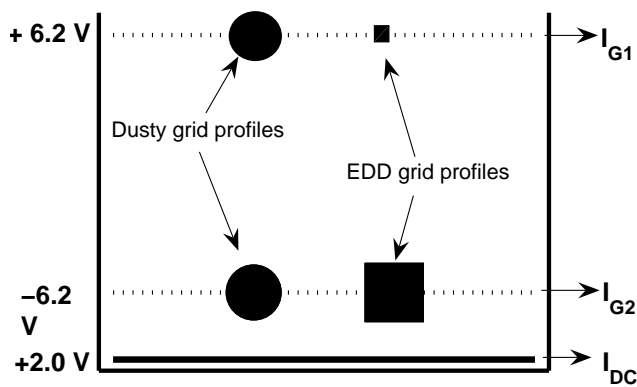 + 6.2 V
I_G1
Dusty grid profiles
EDD grid profiles
−6.2
V
I_G2
+2.0 V
I_DC